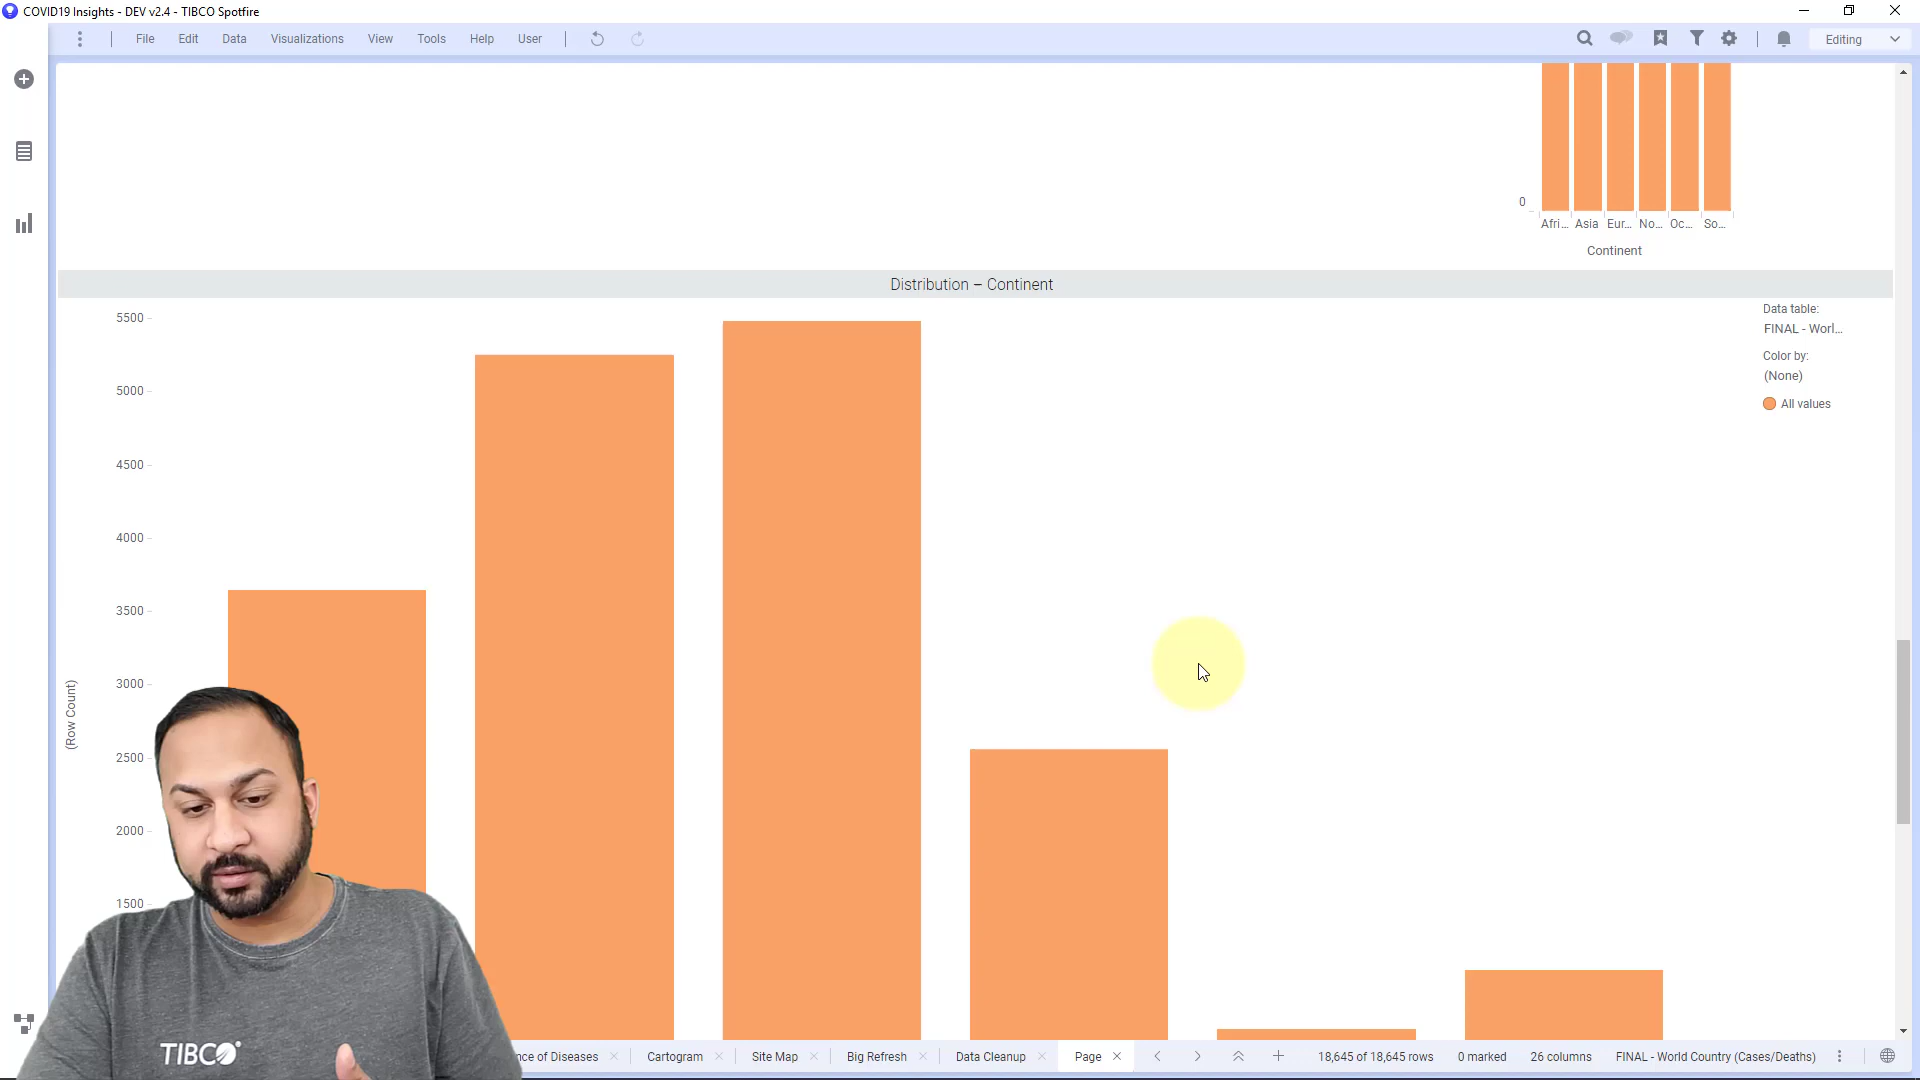 COVID19 Insights - DEV v2.4 - TIBCO Spotfire
File Edit Data Visualizations View Tools Help User
Editing
0
Afri... Asia Eur... No... Oc... So...
Continent
Distribution – Continent
5500
5000
4500
4000
3500
3000
2500
2000
1500
(Row Count)
Data table:
FINAL - Worl...
Color by:
(None)
All values
TIBCO
nce of Diseases
Cartogram
Site Map
Big Refresh
Data Cleanup
Page
18,645 of 18,645 rows
0 marked
26 columns
FINAL - World Country (Cases/Deaths)